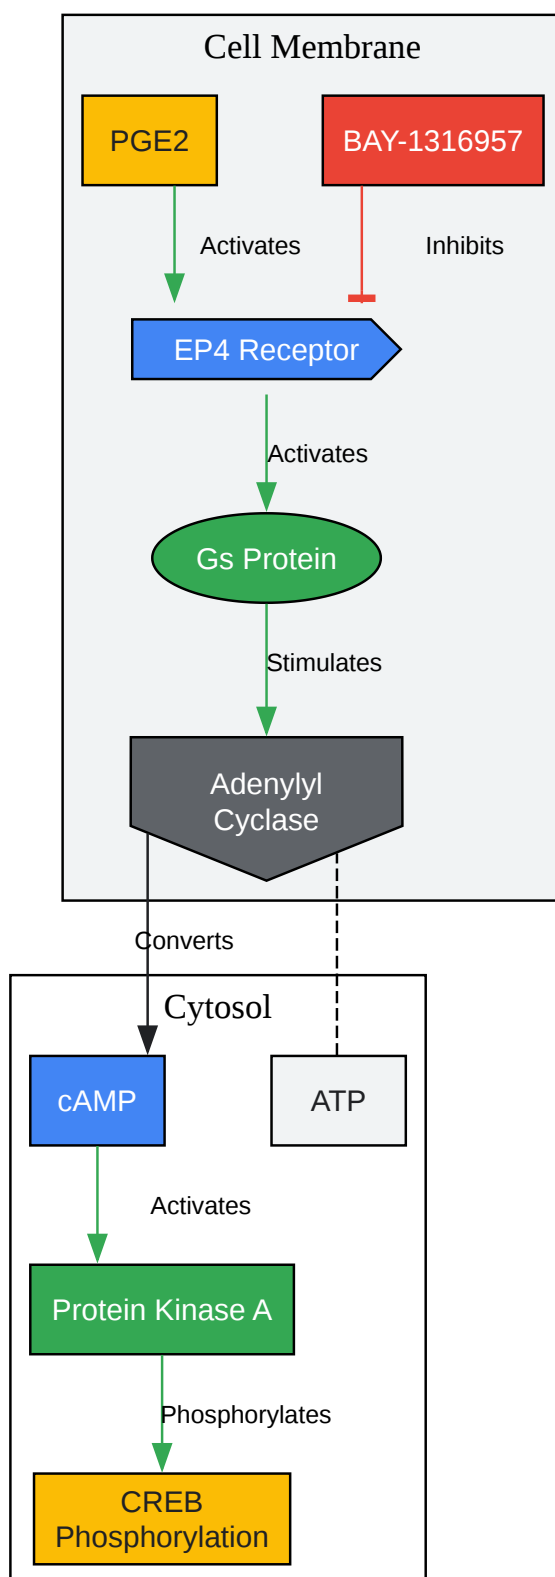 Cell Membrane
PGE2
BAY-1316957
Activates
Inhibits
EP4 Receptor
Activates
Gs Protein
Stimulates
Adenylyl
Cyclase
Converts
Cytosol
cAMP
ATP
Activates
Protein Kinase A
Phosphorylates
CREB
Phosphorylation